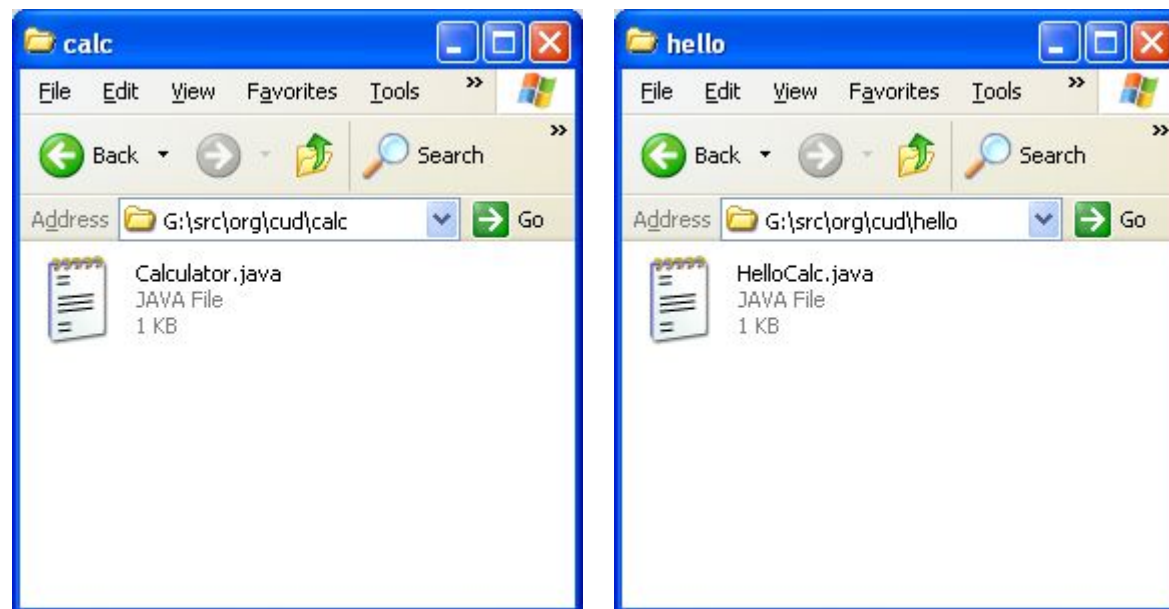 calc
File Edit View Favorites Tools »
Back Search »
Address G:\src\org\cud\calc Go
Calculator.java
JAVA File
1 KB
hello
File Edit View Favorites Tools »
Back Search »
Address G:\src\org\cud\hello Go
HelloCalc.java
JAVA File
1 KB